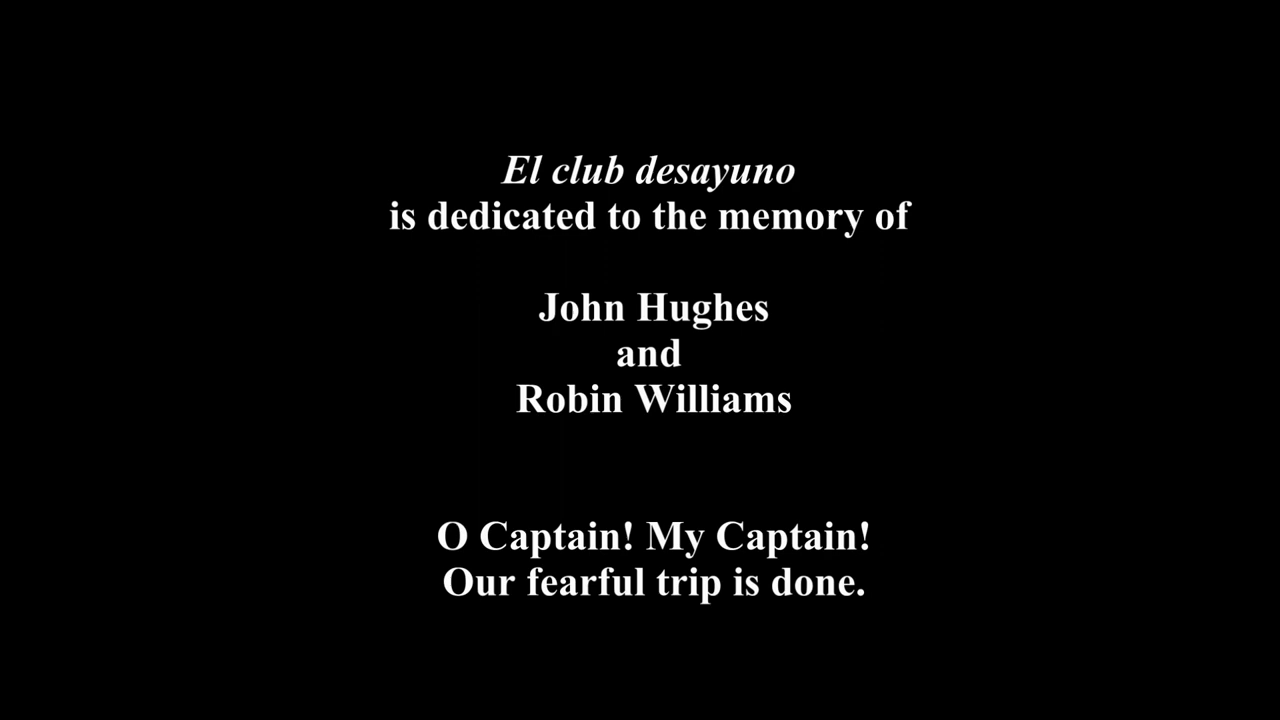 El club desayuno
is dedicated to the memory of
John Hughes
and
Robin Williams
O Captain! My Captain!
Our fearful trip is done.